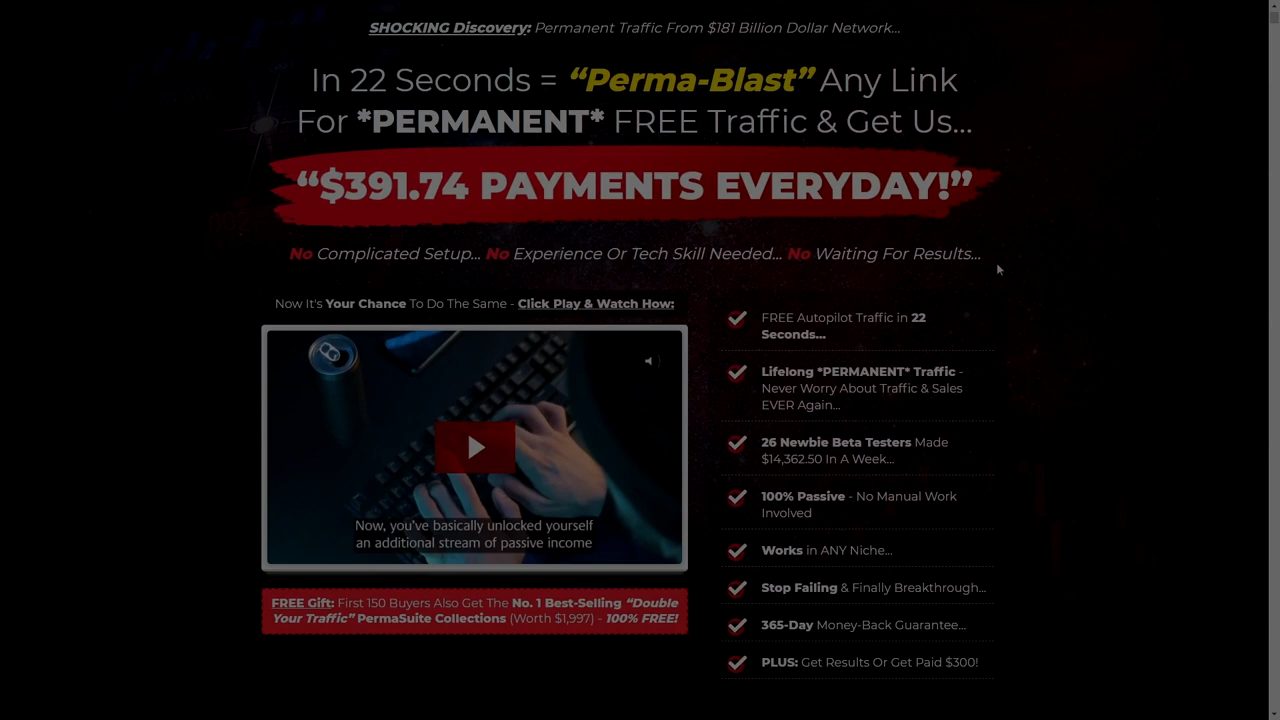 SHOCKING Discovery: Permanent Traffic From $181 Billion Dollar Network...
In 22 Seconds = “Perma-Blast” Any Link
For *PERMANENT* FREE Traffic & Get Us...
“$391.74 PAYMENTS EVERYDAY!”
No Complicated Setup... No Experience Or Tech Skill Needed... No Waiting For Results...
Now It's Your Chance To Do The Same - Click Play & Watch How:
Now, you've basically unlocked yourself
an additional stream of passive income
FREE Gift: First 150 Buyers Also Get The No. 1 Best-Selling “Double
Your Traffic” PermaSuite Collections (Worth $1,997) - 100% FREE!
FREE Autopilot Traffic in 22
Seconds...
Lifelong *PERMANENT* Traffic -
Never Worry About Traffic & Sales
EVER Again...
26 Newbie Beta Testers Made
$14,362.50 In A Week...
100% Passive - No Manual Work
Involved
Works in ANY Niche...
Stop Failing & Finally Breakthrough...
365-Day Money-Back Guarantee...
PLUS: Get Results Or Get Paid $300!